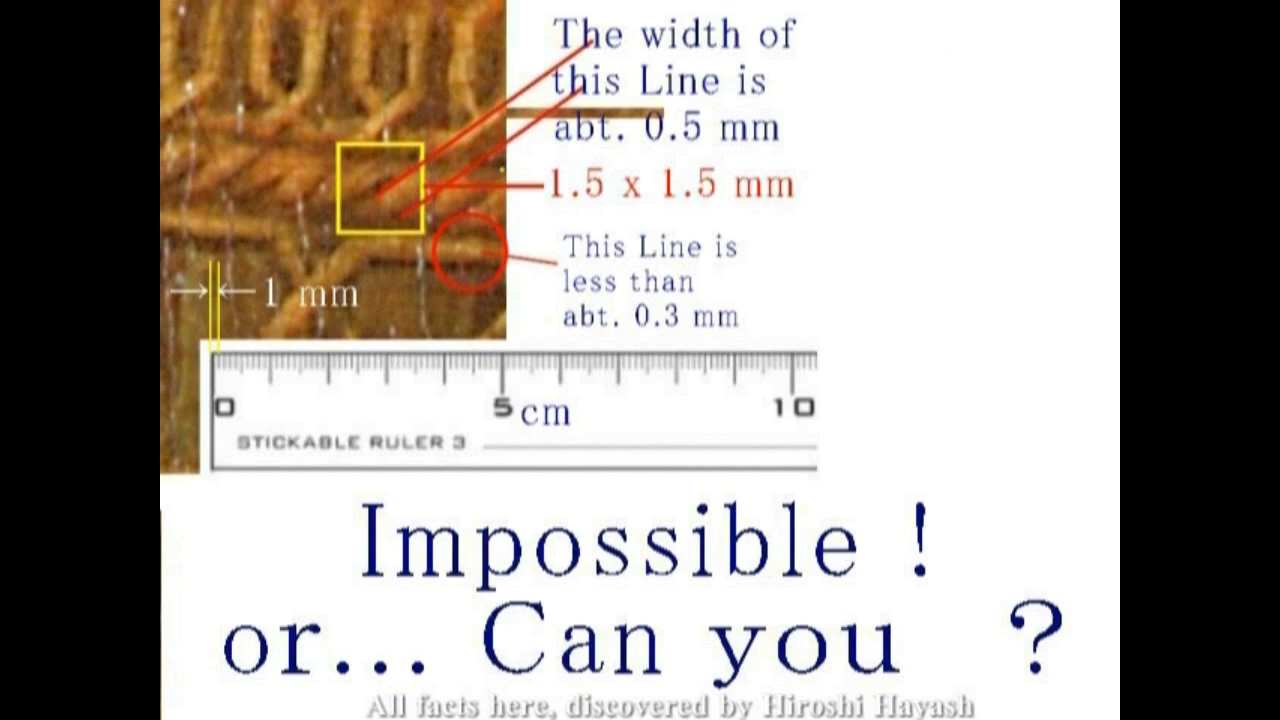 The width of
this Line is
abt. 0.5 mm
1.5 x 1.5 mm
This Line is
less than
abt. 0.3 mm
1 mm
0 5 cm 10
STICKABLE RULER 3
Impossible !
or... Can you ?
All facts here, discovered by Hiroshi Hayash